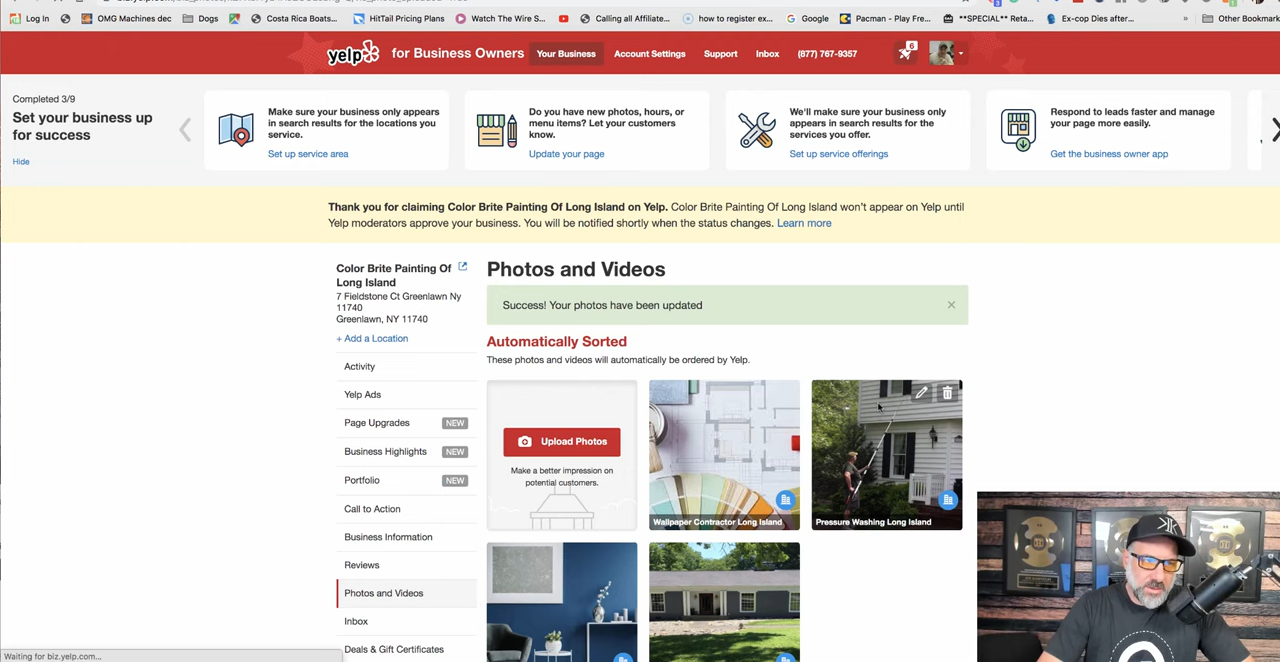 Log In
OMG Machines dec
Dogs
Costa Rica Boats...
HitTail Pricing Plans
Watch The Wire S...
Calling all Affiliate...
how to register ex...
Google
Pacman - Play Fre...
**SPECIAL** Reta...
Ex-cop Dies after...
»
Other Bookmark
yelp for Business Owners
Your Business
Account Settings
Support
Inbox
(877) 767-9357
6
Completed 3/9
Set your business up
for success
Hide
Make sure your business only
appears in search results for
the locations you
service.
Set up service area
Do you have new photos, hours, or
menu items? Let your customers
know.
Update your page
We'll make sure your business only
appears in search results for the
services you offer.
Set up service offerings
Respond to leads faster and manage
your page more easily.
Get the business owner app
Thank you for claiming Color Brite Painting Of Long Island on Yelp. Color Brite Painting Of Long Island won't appear on Yelp until
Yelp moderators approve your business. You will be notified shortly when the status changes. Learn more
Color Brite Painting Of
Long Island
7 Fieldstone Ct Greenlawn Ny
11740
Greenlawn, NY 11740
+ Add a Location
Activity
Yelp Ads
Page Upgrades NEW
Business Highlights NEW
Portfolio NEW
Call to Action
Business Information
Reviews
Photos and Videos
Inbox
Deals & Gift Certificates
Photos and Videos
Success! Your photos have been updated
Automatically Sorted
These photos and videos will automatically be ordered by Yelp.
Upload Photos
Make a better impression on
potential customers.
Wallpaper Contractor Long Island
Pressure Washing Long Island
Waiting for biz.yelp.com...